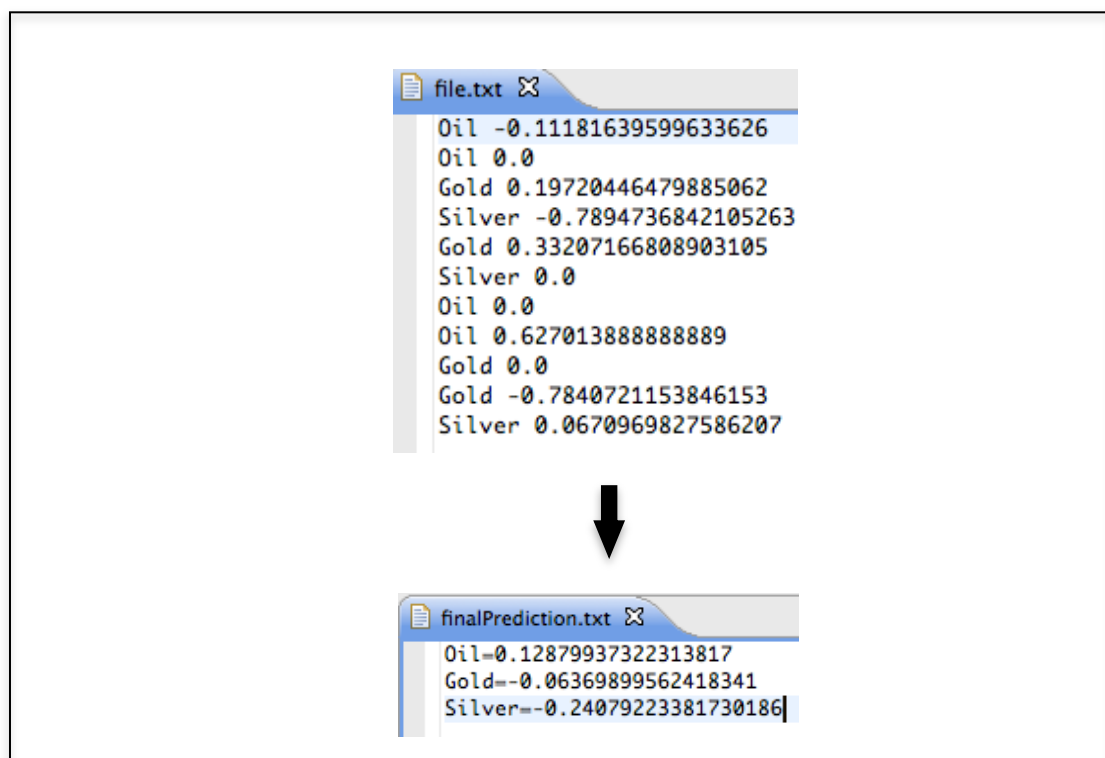 file.txt
Oil -0.11181639599633626
Oil 0.0
Gold 0.19720446479885062
Silver -0.7894736842105263
Gold 0.33207166808903105
Silver 0.0
Oil 0.0
Oil 0.627013888888889
Gold 0.0
Gold -0.7840721153846153
Silver 0.0670969827586207
finalPrediction.txt
Oil=0.12879937322313817
Gold=-0.06369899562418341
Silver=-0.24079223381730186